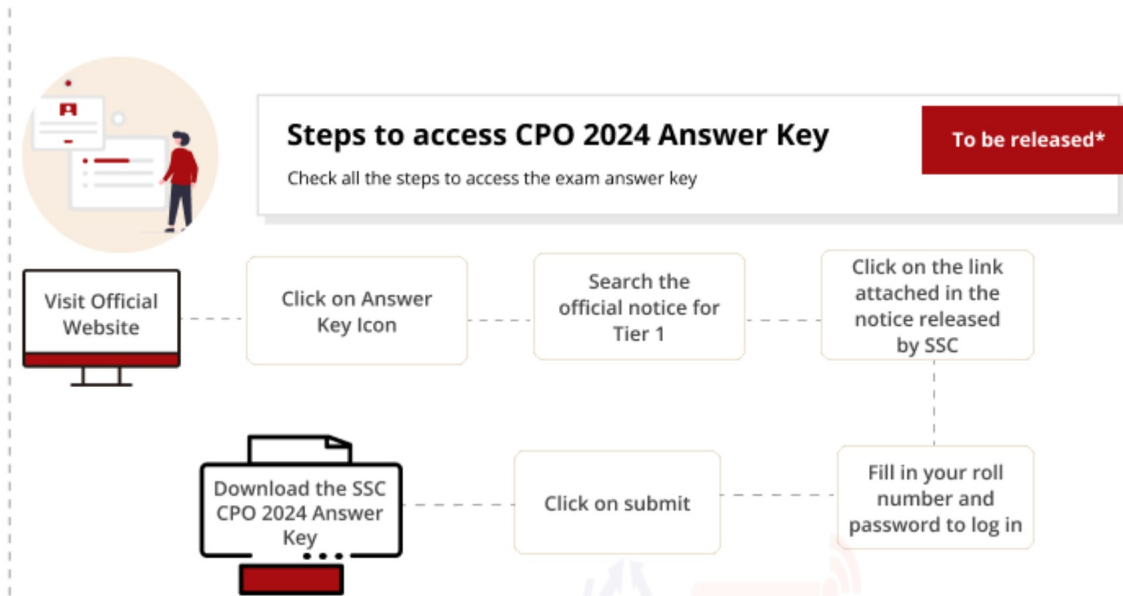 Steps to access CPO 2024 Answer Key
To be released*
Check all the steps to access the exam answer key
Visit Official
Website
Click on Answer
Key Icon
Search the
official notice for
Tier 1
Click on the link
attached in the
notice released
by SSC
Fill in your roll
number and
password to log in
Click on submit
Download the SSC
CPO 2024 Answer
Key